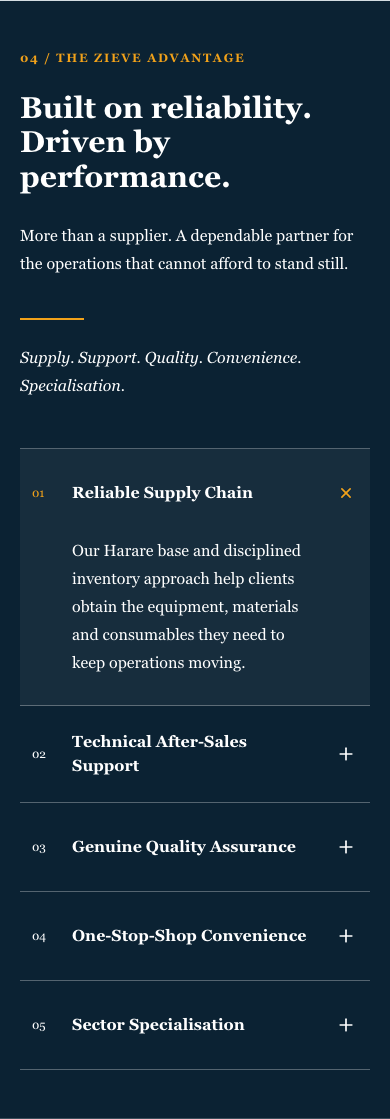 04 / THE ZIEVE ADVANTAGE
Built on reliability.
Driven by
performance.
More than a supplier. A dependable partner for
the operations that cannot afford to stand still.
Supply. Support. Quality. Convenience.
Specialisation.
01 Reliable Supply Chain
Our Harare base and disciplined
inventory approach help clients
obtain the equipment, materials
and consumables they need to
keep operations moving.
02 Technical After-Sales
Support
03 Genuine Quality Assurance
04 One-Stop-Shop Convenience
05 Sector Specialisation